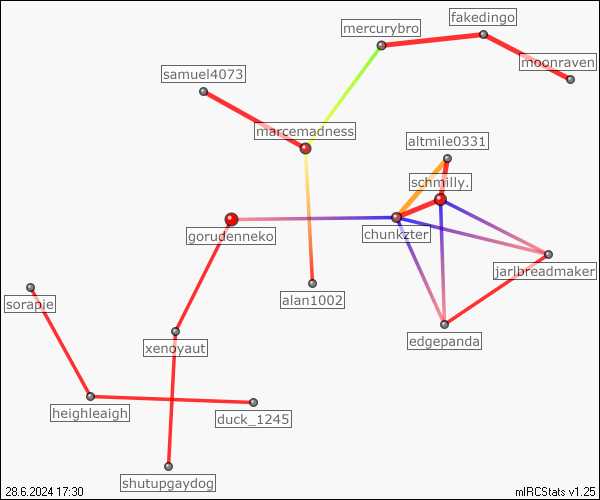 fakedingo
mercurybro
moonraven
samuel4073
marcemadness
altmile0331
schmilly.
chunkzter
gorudenneko
jarlbreadmaker
alan1002
sorapie
edgepanda
xenoyaut
heighleaigh
duck_1245
shutupgaydog
28.6.2024 17:30
mIRCStats v1.25